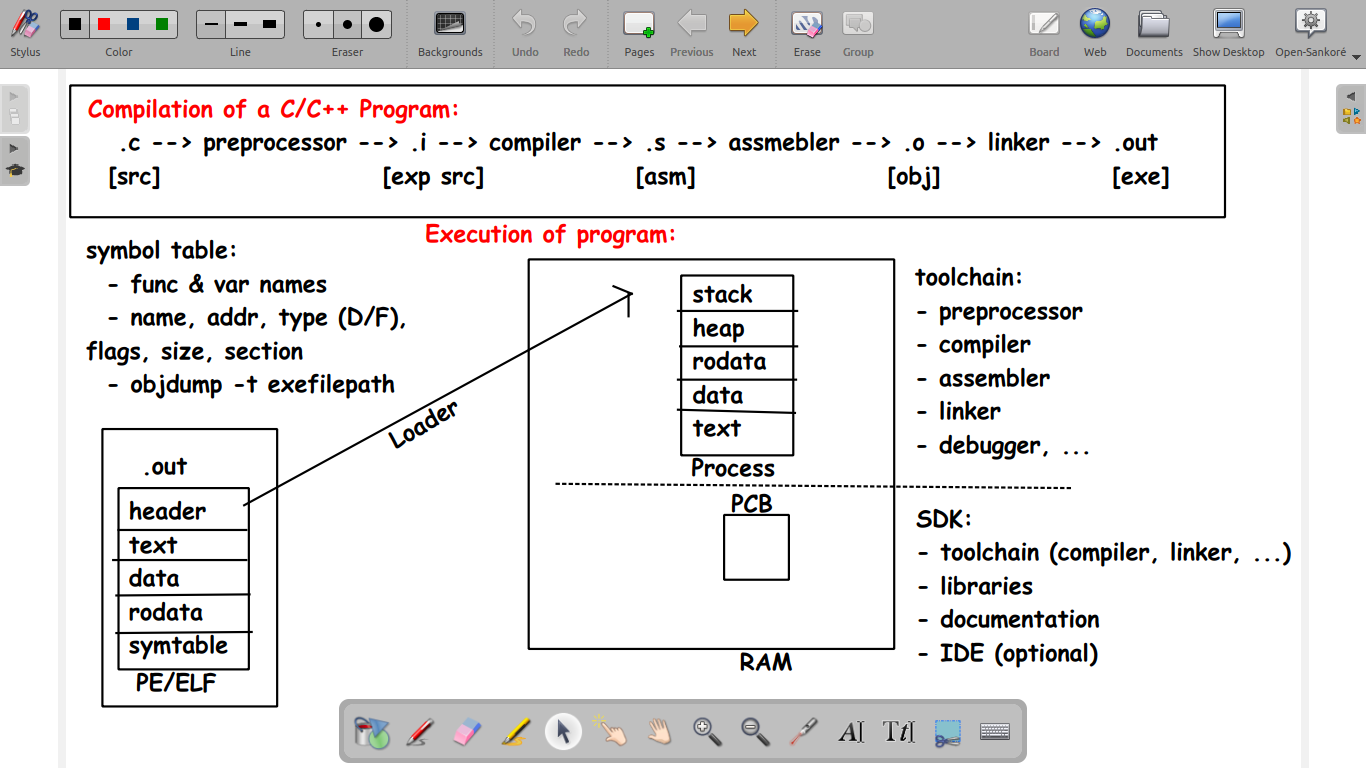 Stylus
Color
Line
Eraser
Backgrounds
Undo
Redo
Pages
Previous
Next
Erase
Group
Board
Web
Documents
Show Desktop
Open-Sankoré
Compilation of a C/C++ Program:
.c --> preprocessor --> .i --> compiler --> .s --> assmebler --> .o --> linker --> .out
[src] [exp src] [asm] [obj] [exe]
Execution of program:
symbol table:
- func & var names
- name, addr, type (D/F),
flags, size, section
- objdump -t exefilepath
.out
header
text
data
rodata
symtable
PE/ELF
Loader
stack
heap
rodata
data
text
Process
PCB
RAM
toolchain:
- preprocessor
- compiler
- assembler
- linker
- debugger, ...
SDK:
- toolchain (compiler, linker, ...)
- libraries
- documentation
- IDE (optional)